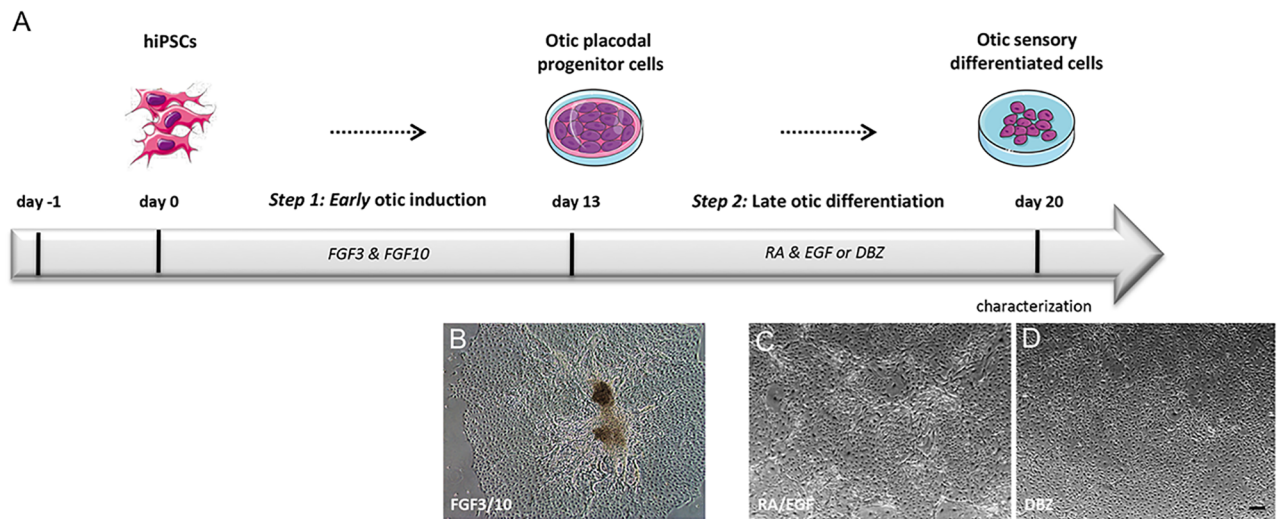 A
hiPSCs
Otic placodal
progenitor cells
Otic sensory
differentiated cells
day -1
day 0
Step 1: Early otic induction
day 13
Step 2: Late otic differentiation
day 20
FGF3 & FGF10
RA & EGF or DBZ
characterization
B
C
D
FGF3/10
RA/EGF
DBZ